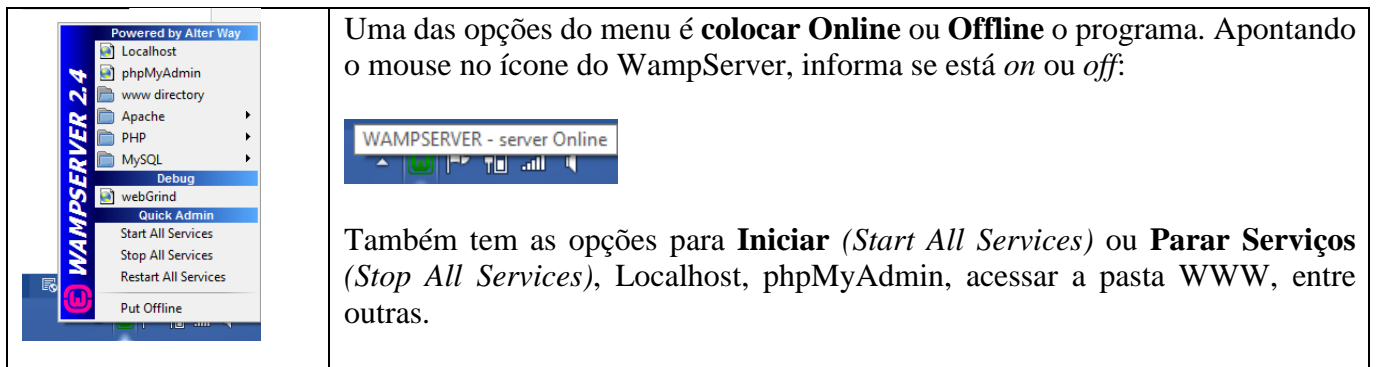 Powered by Alter Way
Localhost
phpMyAdmin
www directory
Apache
PHP
MySQL
Debug
webGrind
Quick Admin
Start All Services
Stop All Services
Restart All Services
Put Offline
WAMPSERVER 2.4
Uma das opções do menu é colocar Online ou Offline o programa. Apontando
o mouse no ícone do WampServer, informa se está on ou off:
WAMPSERVER - server Online
Também tem as opções para Iniciar (Start All Services) ou Parar Serviços
(Stop All Services), Localhost, phpMyAdmin, acessar a pasta WWW, entre
outras.